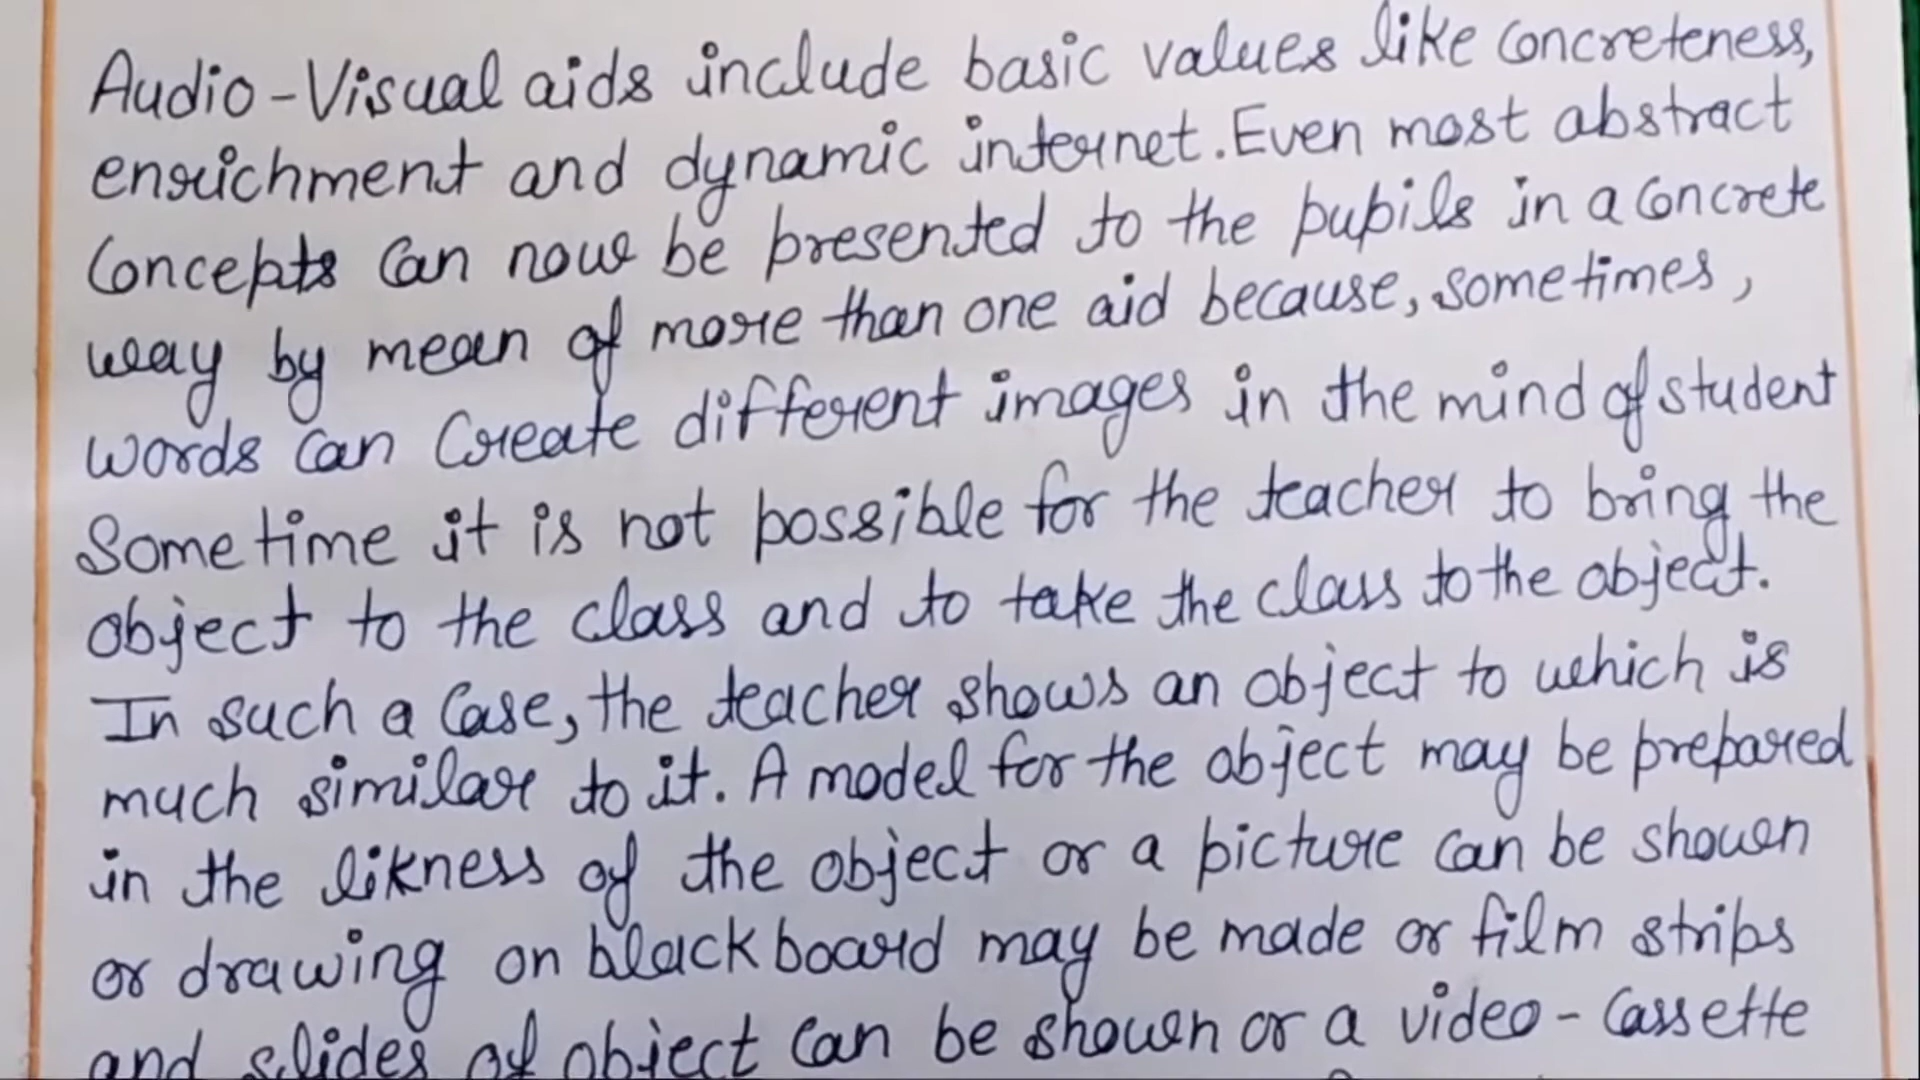 Audio-Visual aids include basic values like concreteness,
enrichment and dynamic internet. Even most abstract
Concepts can now be presented to the pupils in a concrete
way by mean of more than one aid because, sometimes,
words can create different images in the mind of student
Sometime it is not possible for the teacher to bring the
object to the class and to take the class to the object.
In such a case, the teacher shows an object to which is
much similar to it. A model for the object may be prepared
in the likness of the object or a picture can be shown
or drawing on blackboard may be made or film strips
and slides of object can be shown or a video-cassette